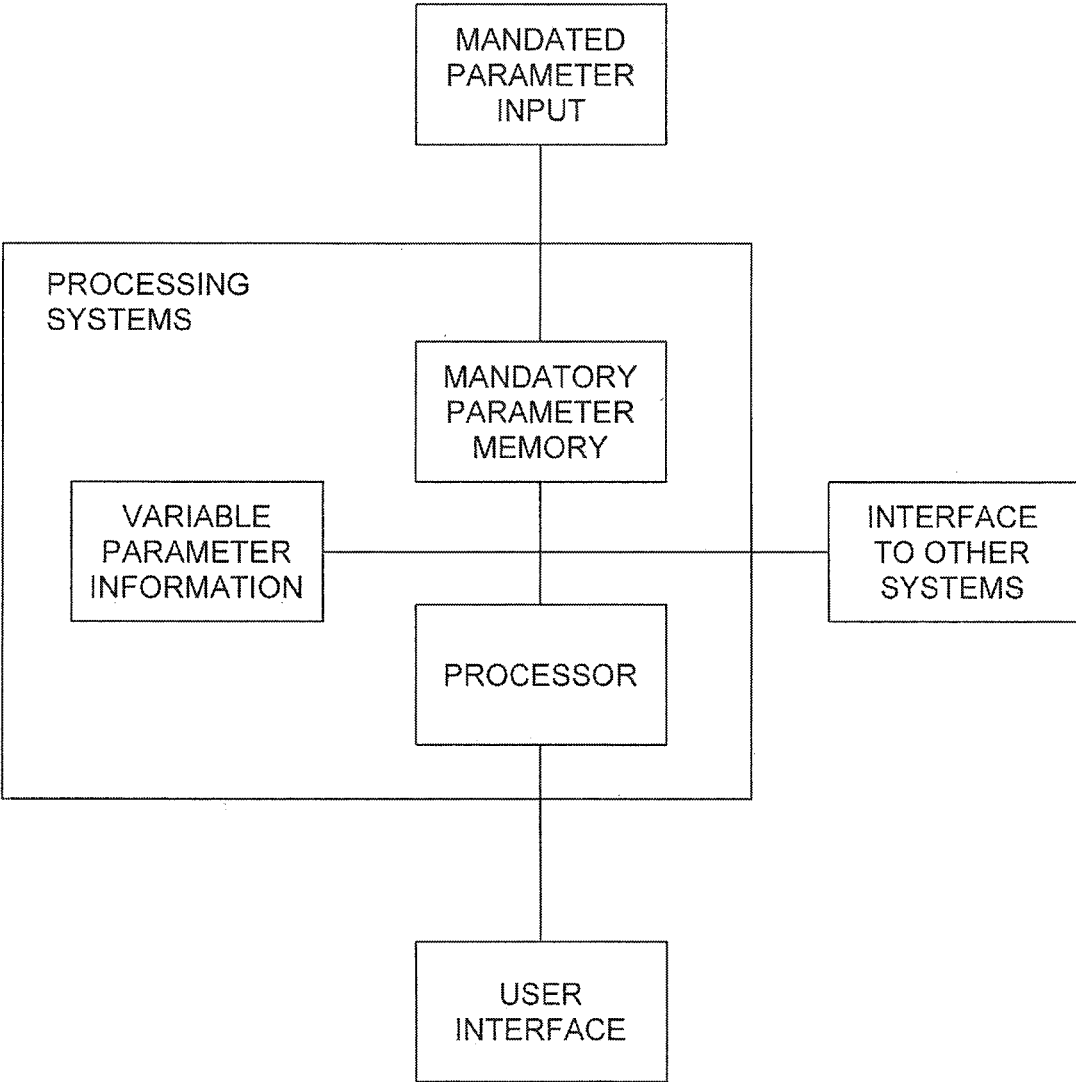 MANDATED
PARAMETER
INPUT
PROCESSING
SYSTEMS
MANDATORY
PARAMETER
MEMORY
VARIABLE
PARAMETER
INFORMATION
INTERFACE
TO OTHER
SYSTEMS
PROCESSOR
USER
INTERFACE